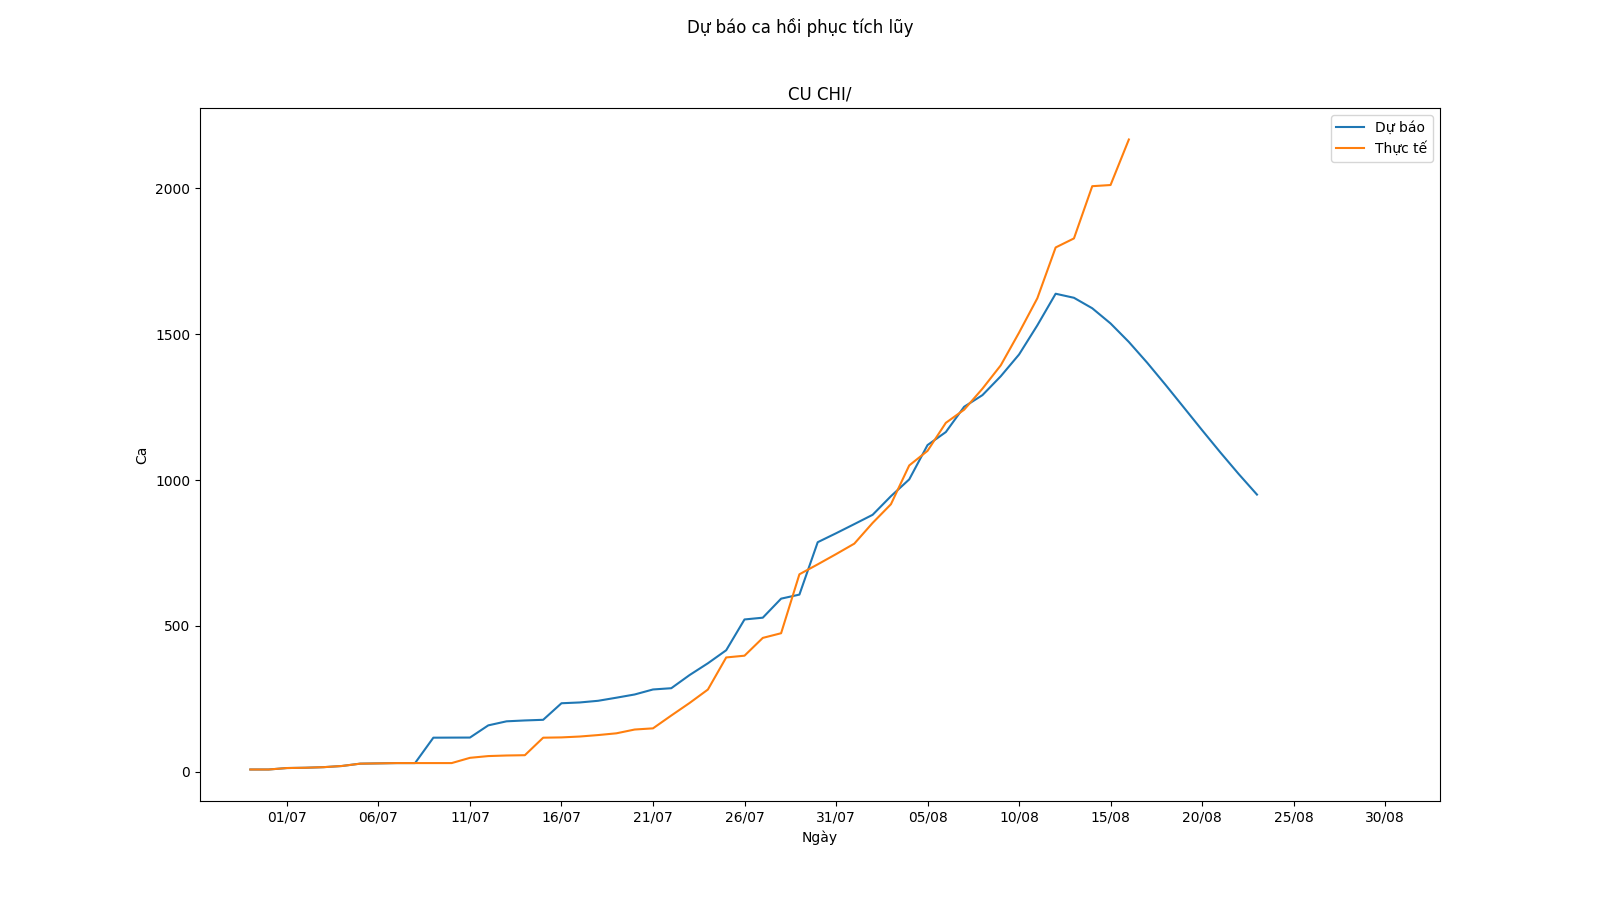 Dự báo ca hồi phục tích lũy
CU CHI/
Dự báo
Thực tế
2000
1500
1000
500
0
Ca
01/07 06/07 11/07 16/07 21/07 26/07 31/07 05/08 10/08 15/08 20/08 25/08 30/08
Ngày